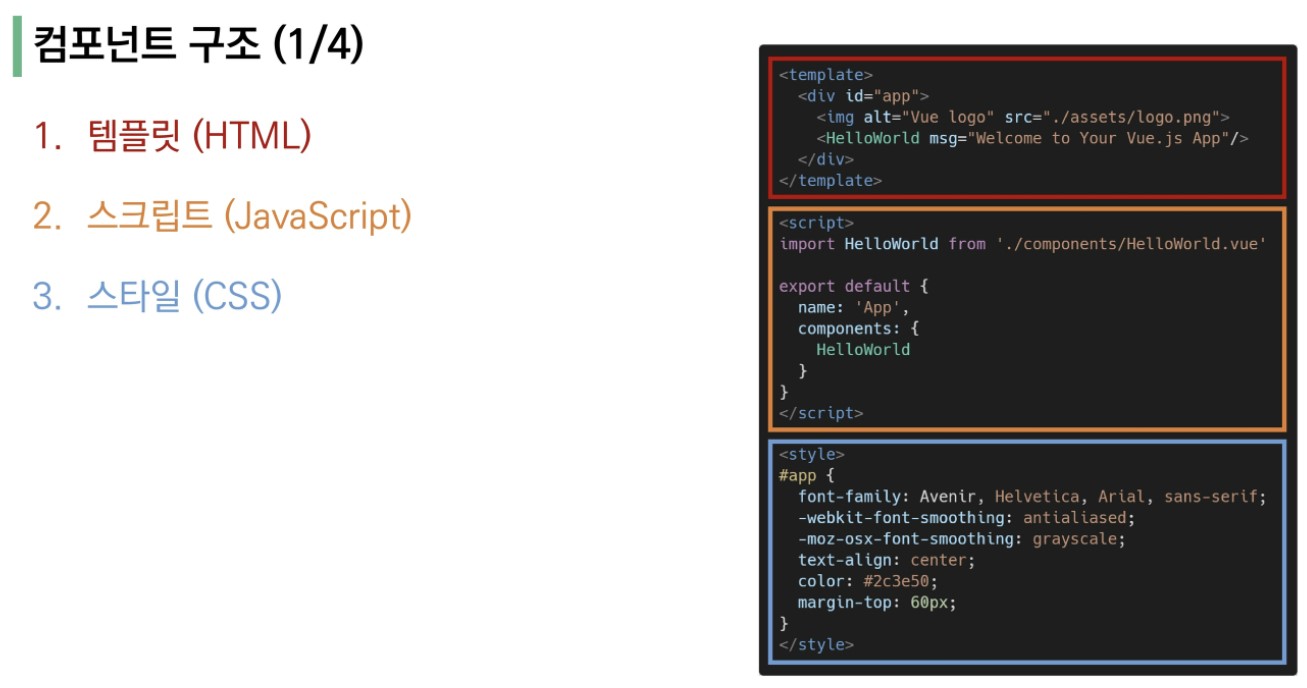 컴포넌트 구조 (1/4)
1. 템플릿 (HTML)
2. 스크립트 (JavaScript)
3. 스타일 (CSS)
<template>
  <div id="app">
    <img alt="Vue logo" src="./assets/logo.png">
    <HelloWorld msg="Welcome to Your Vue.js App"/>
  </div>
</template>
<script>
import HelloWorld from './components/HelloWorld.vue'

export default {
  name: 'App',
  components: {
    HelloWorld
  }
}
</script>
<style>
#app {
  font-family: Avenir, Helvetica, Arial, sans-serif;
  -webkit-font-smoothing: antialiased;
  -moz-osx-font-smoothing: grayscale;
  text-align: center;
  color: #2c3e50;
  margin-top: 60px;
}
</style>